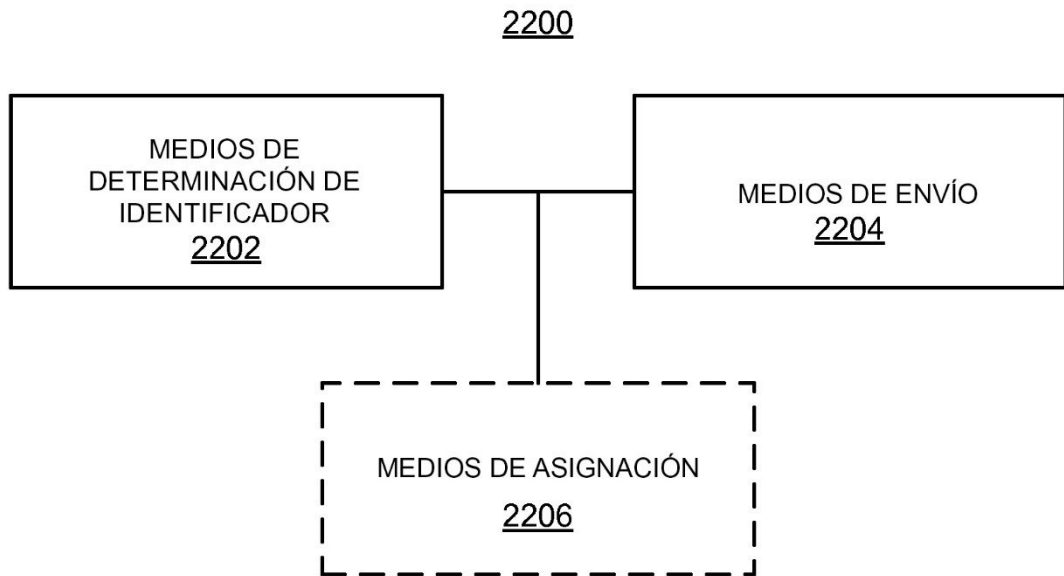 2200
MEDIOS DE
DETERMINACIÓN DE
IDENTIFICADOR
2202
MEDIOS DE ENVÍO
2204
MEDIOS DE ASIGNACIÓN
2206